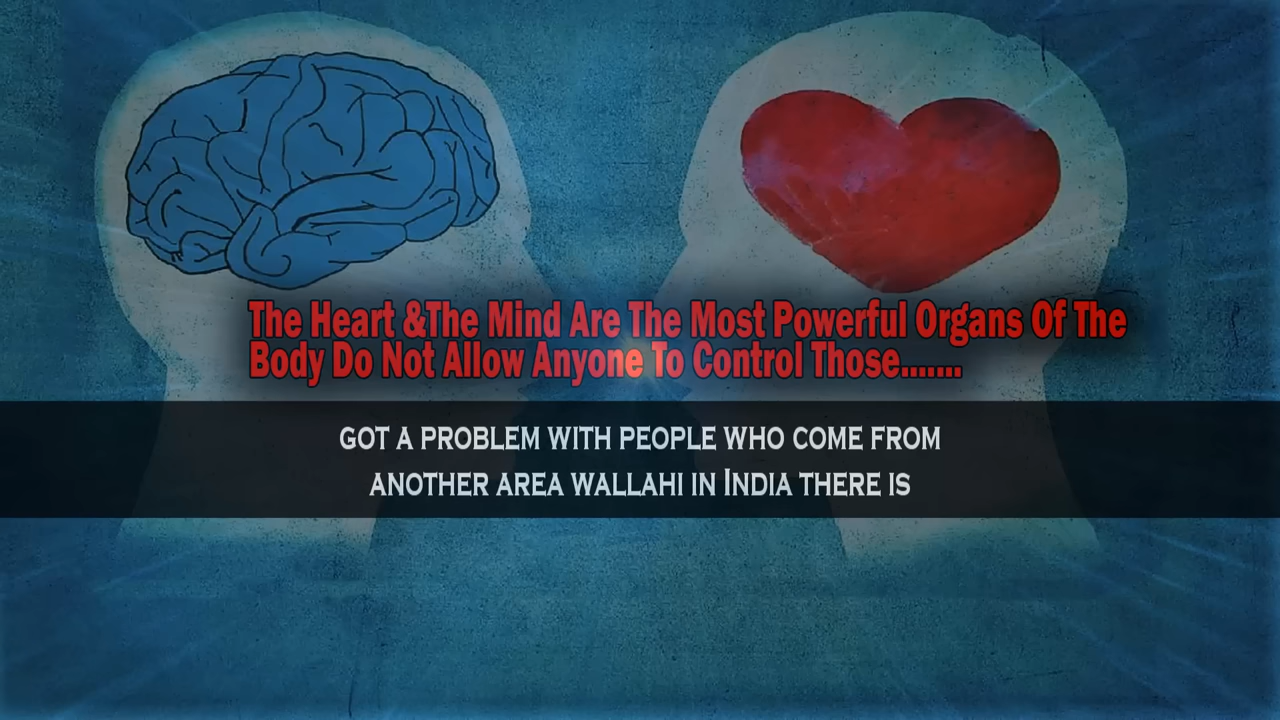 The Heart &The Mind Are The Most Powerful Organs Of The
Body Do Not Allow Anyone To Control Those.......
GOT A PROBLEM WITH PEOPLE WHO COME FROM
ANOTHER AREA WALLAHI IN INDIA THERE IS